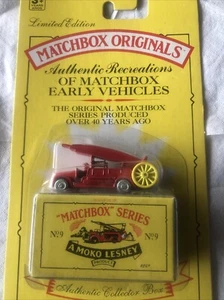 3+
Limited Edition
MATCHBOX ORIGINALS
Authentic Recreations
OF MATCHBOX
EARLY VEHICLES
THE ORIGINAL MATCHBOX
SERIES PRODUCED
OVER 40 YEARS AGO
"MATCHBOX" SERIES
No9 No9
A MOKO LESNEY
Authentic Collector Box